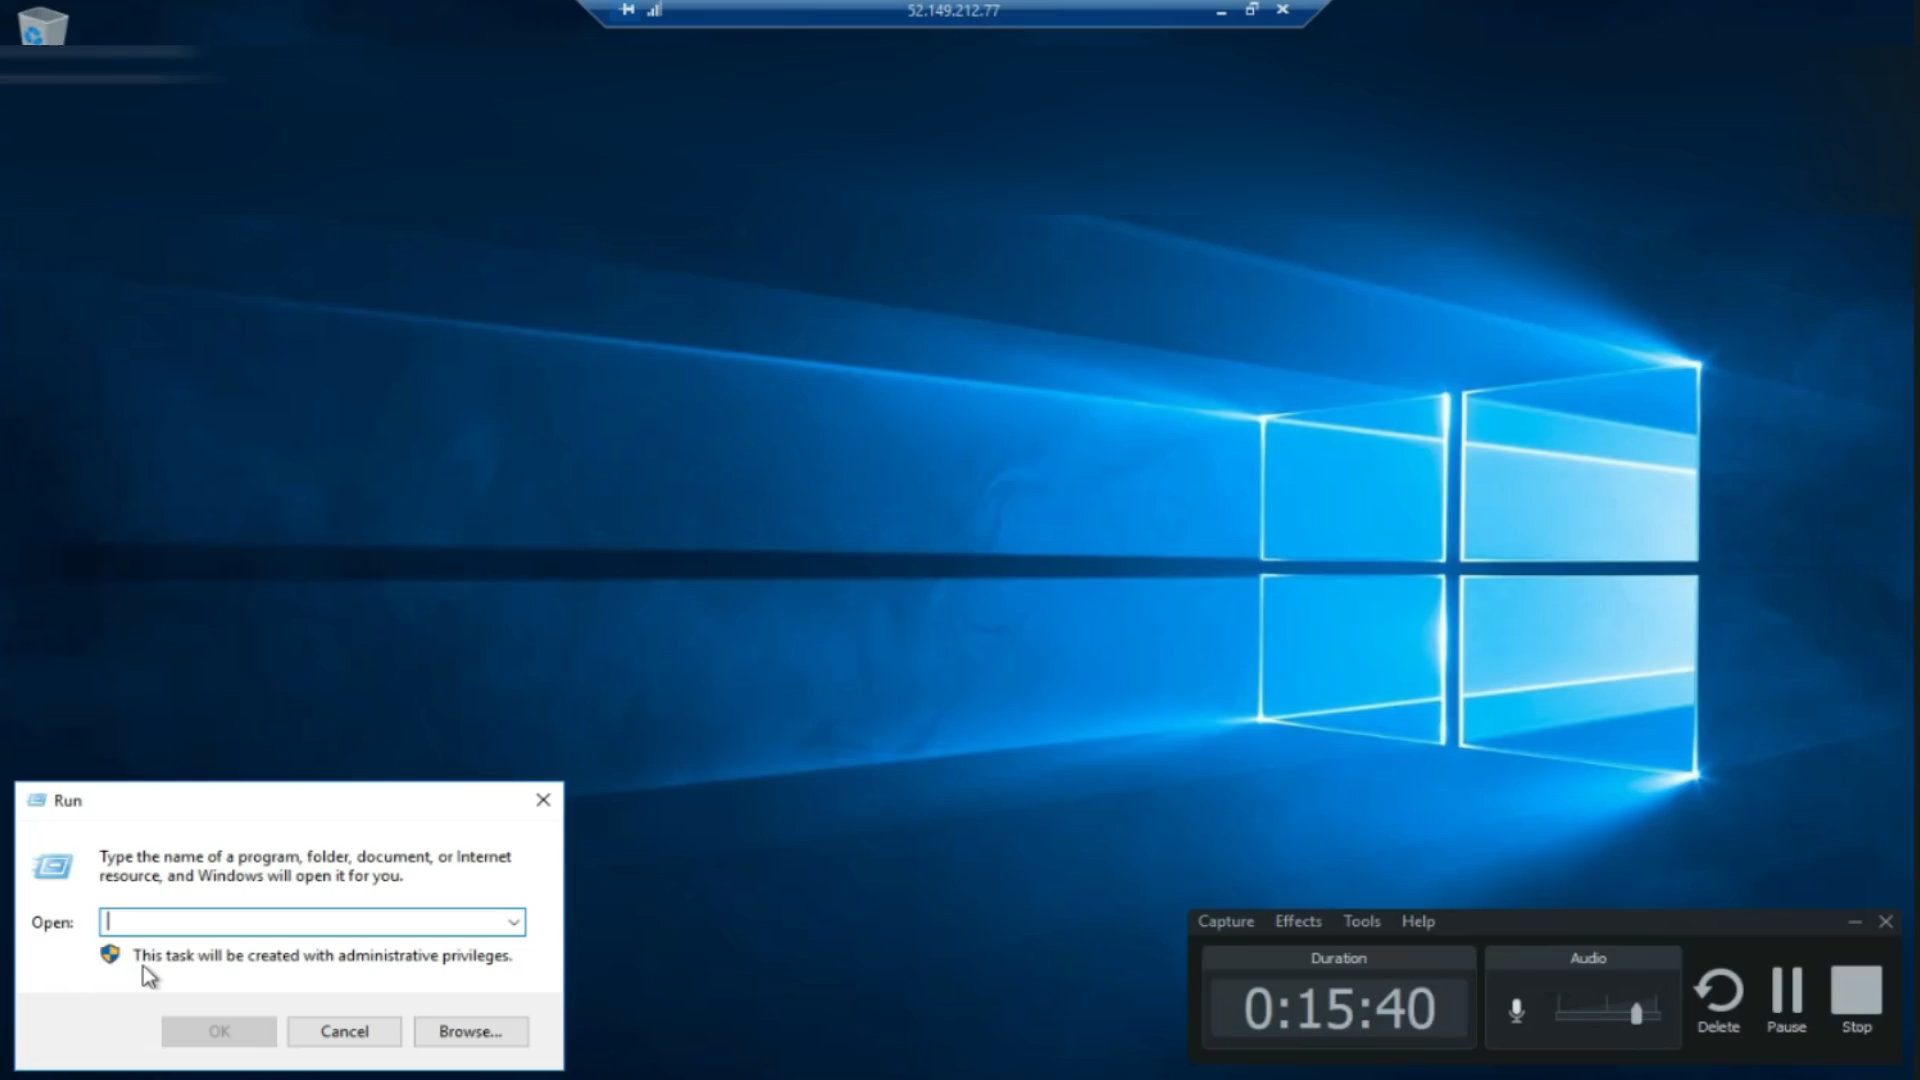 52.149.212.77
Run
Type the name of a program, folder, document, or Internet
resource, and Windows will open it for you.
Open:
This task will be created with administrative privileges.
OK
Cancel
Browse...
Capture
Effects
Tools
Help
Duration
0:15:40
Audio
Delete
Pause
Stop